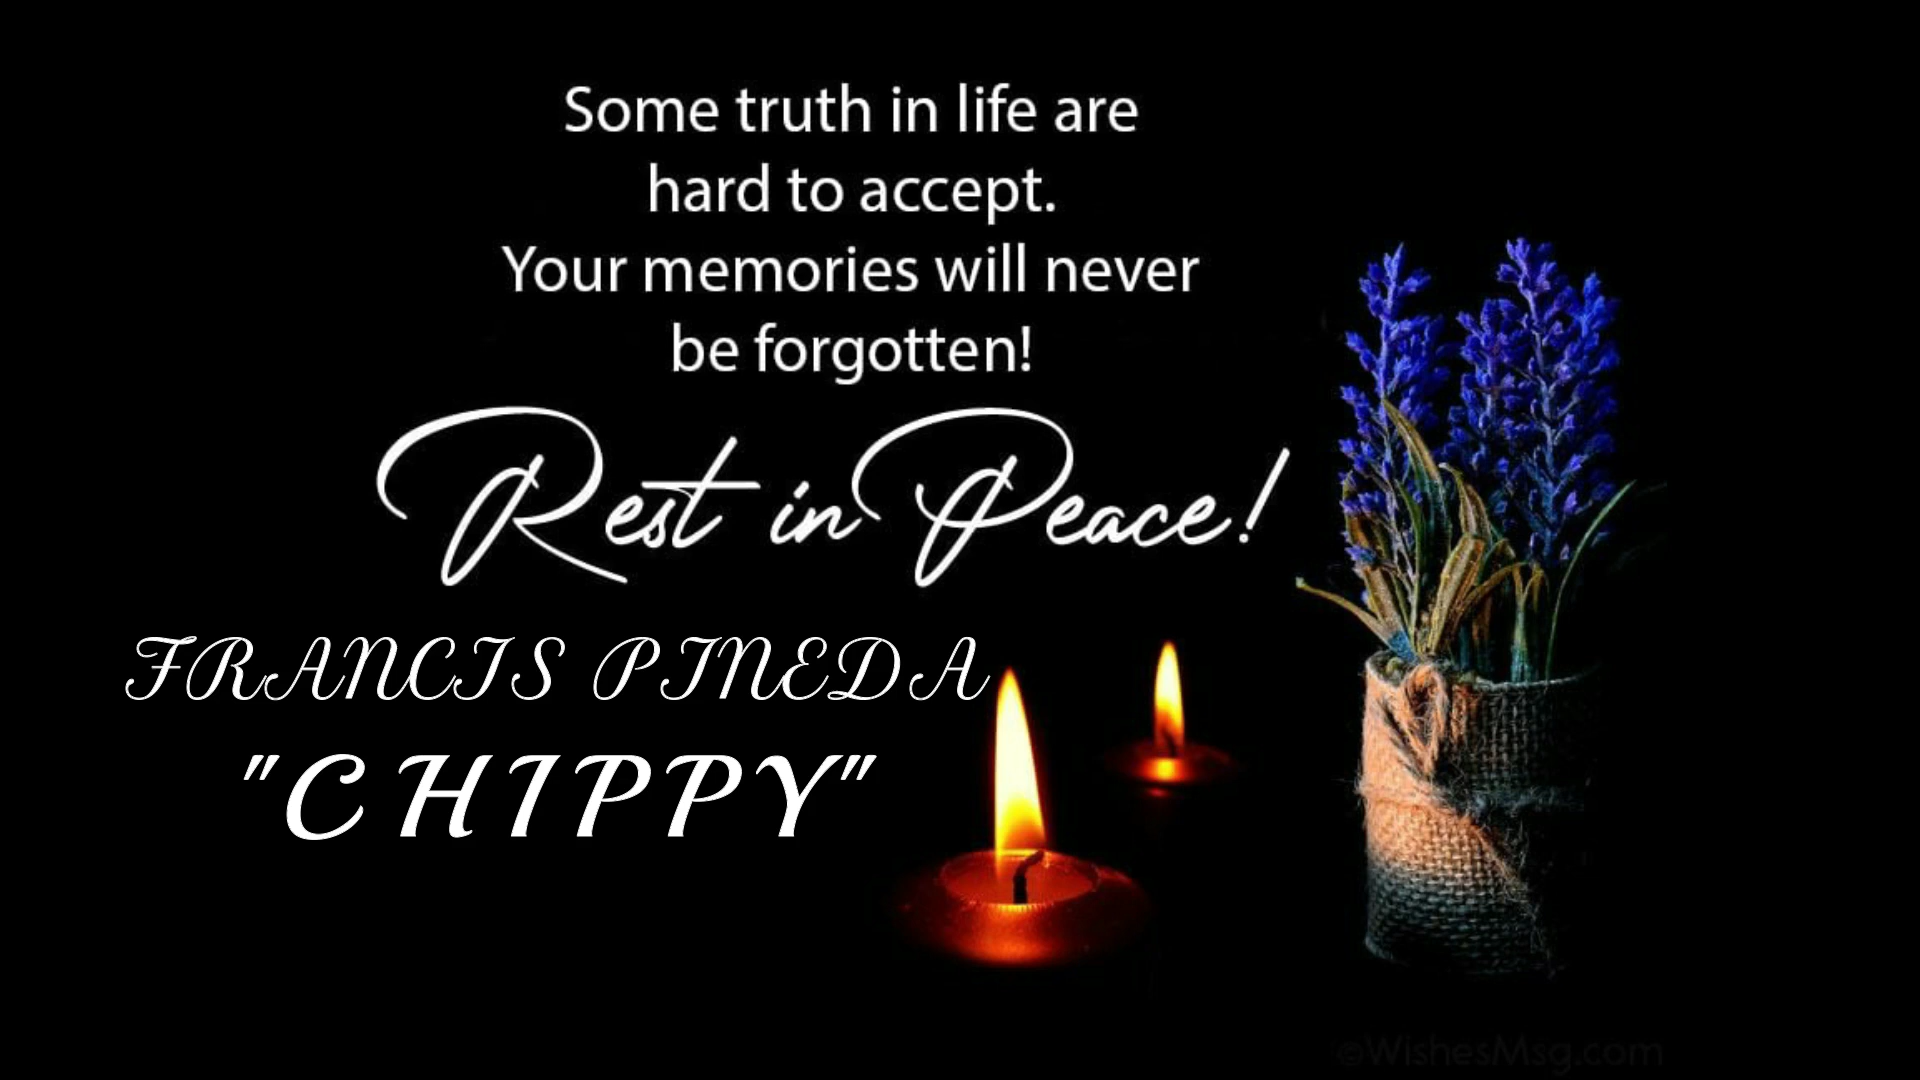 Some truth in life are
hard to accept.
Your memories will never
be forgotten!
Rest in Peace!
FRANCIS PINEDA
"CHIPPY"
©WishesMsg.com